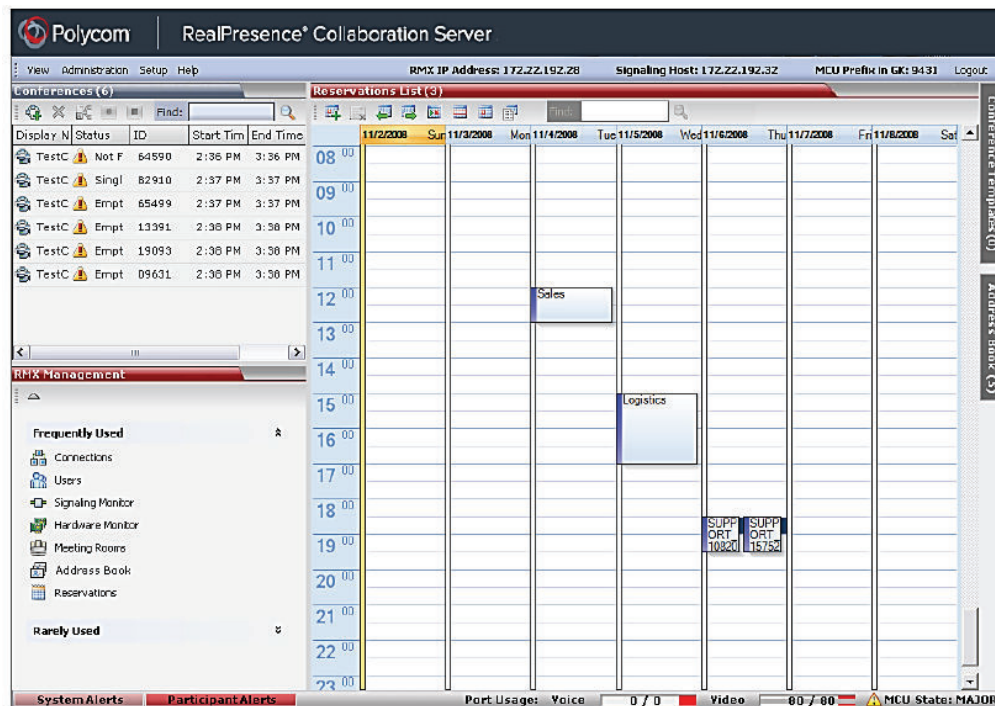 Polycom | RealPresence® Collaboration Server
View Administration Setup Help RMX IP Address: 172.22.192.28 Signaling Host: 172.22.192.32 MCU Prefix in GK: 9431 Logout
Conferences (6)
Find:
Display N Status ID Start Tim End Time
TestC Not F 64590 2:36 PM 3:36 PM
TestC Singl 82910 2:37 PM 3:37 PM
TestC Empt 65499 2:37 PM 3:37 PM
TestC Empt 13391 2:38 PM 3:38 PM
TestC Empt 19093 2:38 PM 3:38 PM
TestC Empt 09631 2:38 PM 3:38 PM
RMX Management
Frequently Used
Connections
Users
Signaling Monitor
Hardware Monitor
Meeting Rooms
Address Book
Reservations
Rarely Used
Reservations List (3)
Find:
11/2/2008 Sun 11/3/2008 Mon 11/4/2008 Tue 11/5/2008 Wed 11/6/2008 Thu 11/7/2008 Fri 11/8/2008 Sat
08 00
09 00
10 00
11 00
12 00
Sales
13 00
14 00
15 00
Logistics
16 00
17 00
18 00
SUPP
ORT_
10820
SUPP
ORT_
15752
19 00
20 00
21 00
22 00
23 00
Conference Templates (0)
Address Book (5)
System Alerts Participant Alerts Port Usage: Voice 0 / 0 Video 80 / 80 MCU State: MAJOR